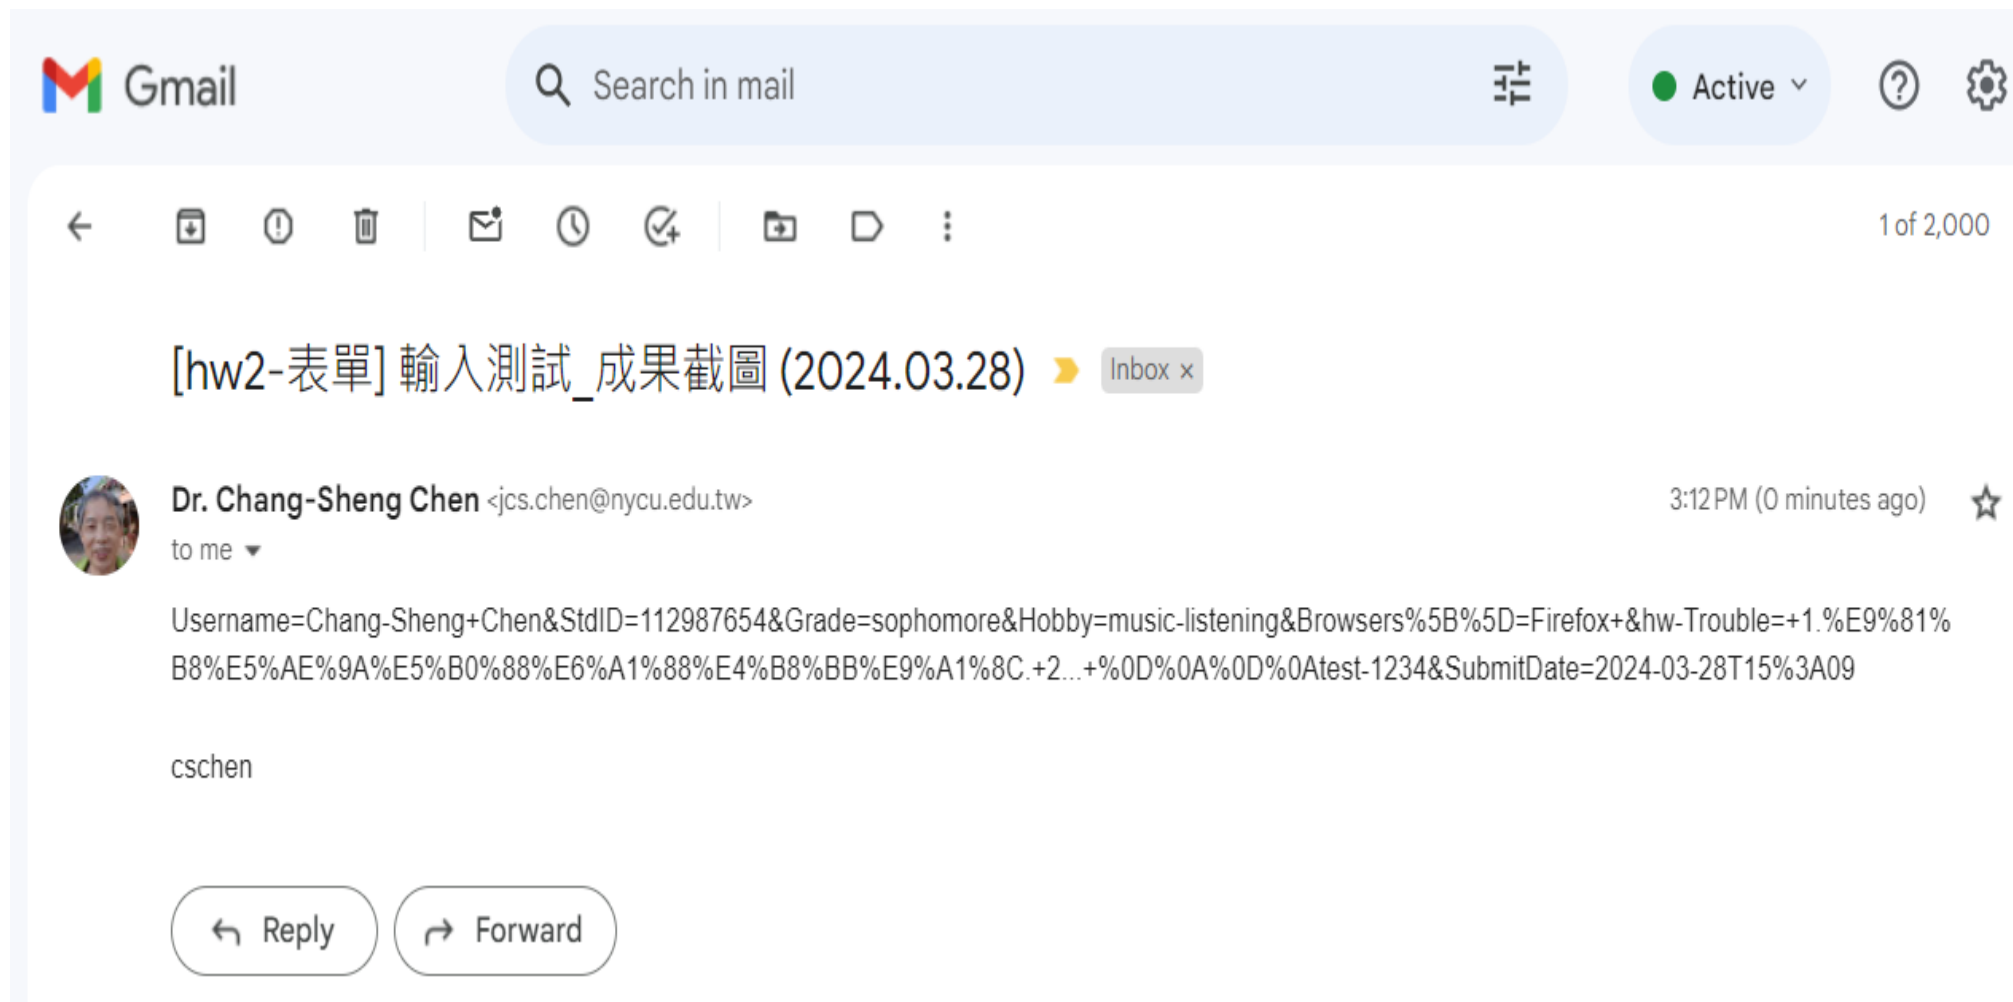 Gmail
Search in mail
Active
1 of 2,000
[hw2-表單] 輸入測試_成果截圖 (2024.03.28)
Inbox ×
Dr. Chang-Sheng Chen <jcs.chen@nycu.edu.tw>
3:12 PM (0 minutes ago)
to me
Username=Chang-Sheng+Chen&StdID=112987654&Grade=sophomore&Hobby=music-listening&Browsers%5B%5D=Firefox+&hw-Trouble=+1.%E9%81%
B8%E5%AE%9A%E5%B0%88%E6%A1%88%E4%B8%BB%E9%A1%8C.+2...+%0D%0A%0D%0Atest-1234&SubmitDate=2024-03-28T15%3A09
cschen
Reply
Forward